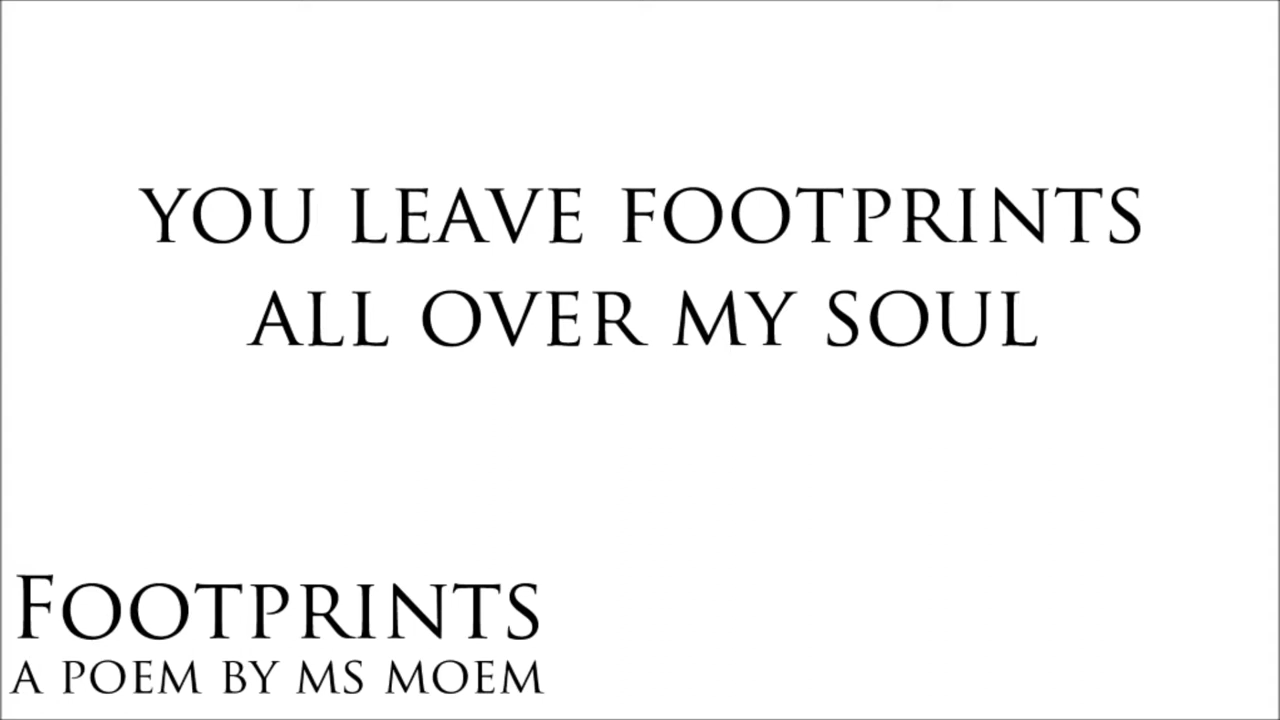 YOU LEAVE FOOTPRINTS
ALL OVER MY SOUL
FOOTPRINTS
A POEM BY MS MOEM